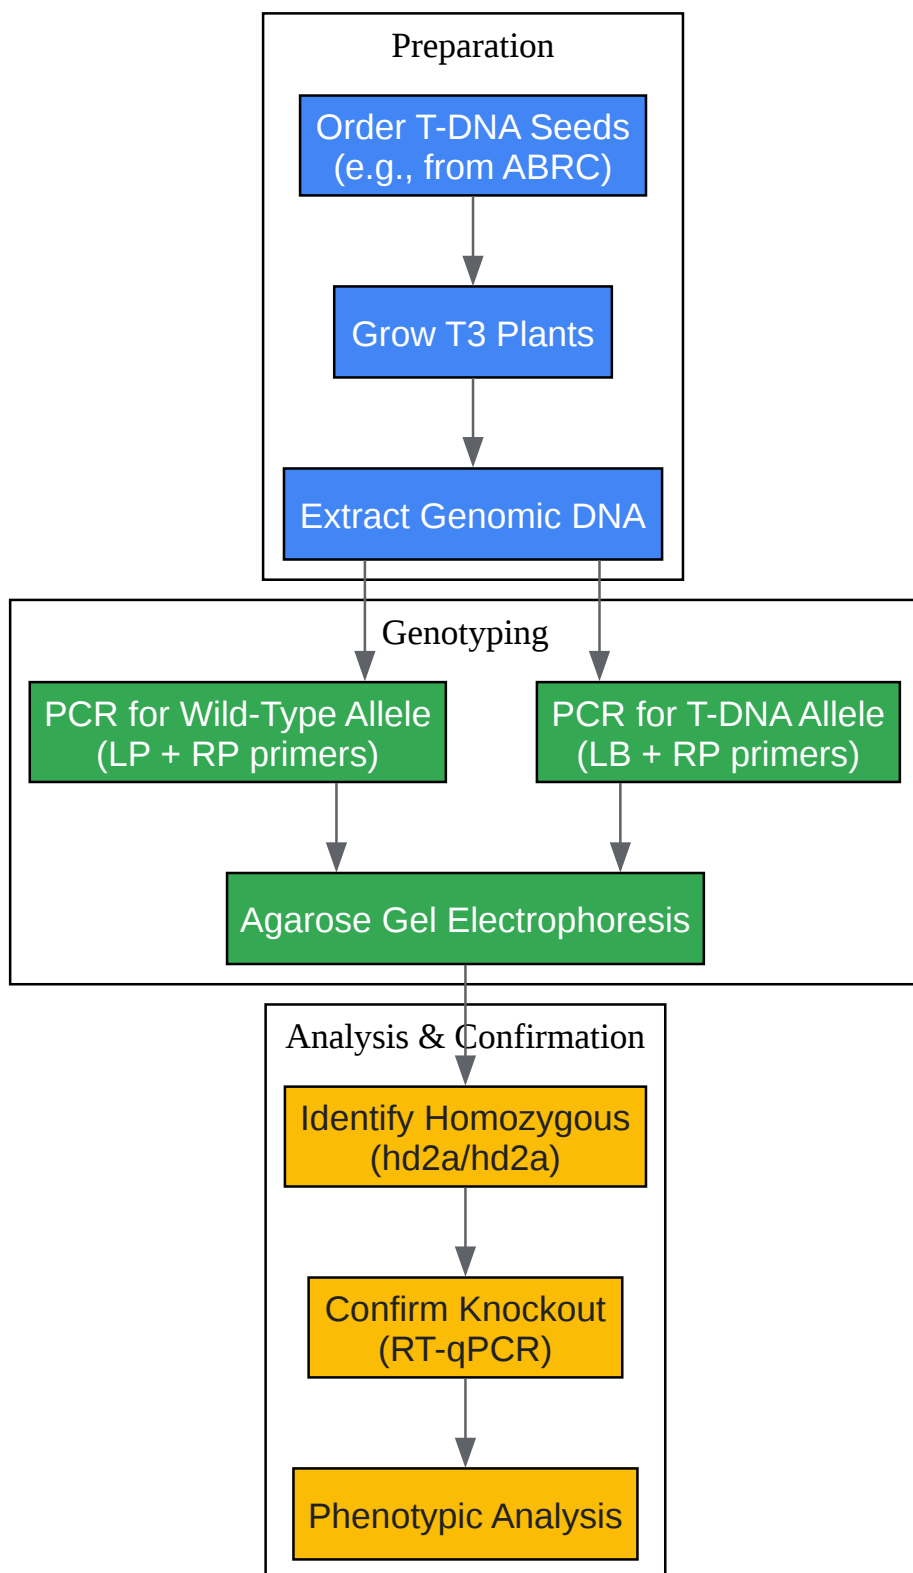 Preparation
Order T-DNA Seeds
(e.g., from ABRC)
Grow T3 Plants
Extract Genomic DNA
Genotyping
PCR for Wild-Type Allele
(LP + RP primers)
PCR for T-DNA Allele
(LB + RP primers)
Agarose Gel Electrophoresis
Analysis & Confirmation
Identify Homozygous
(hd2a/hd2a)
Confirm Knockout
(RT-qPCR)
Phenotypic Analysis